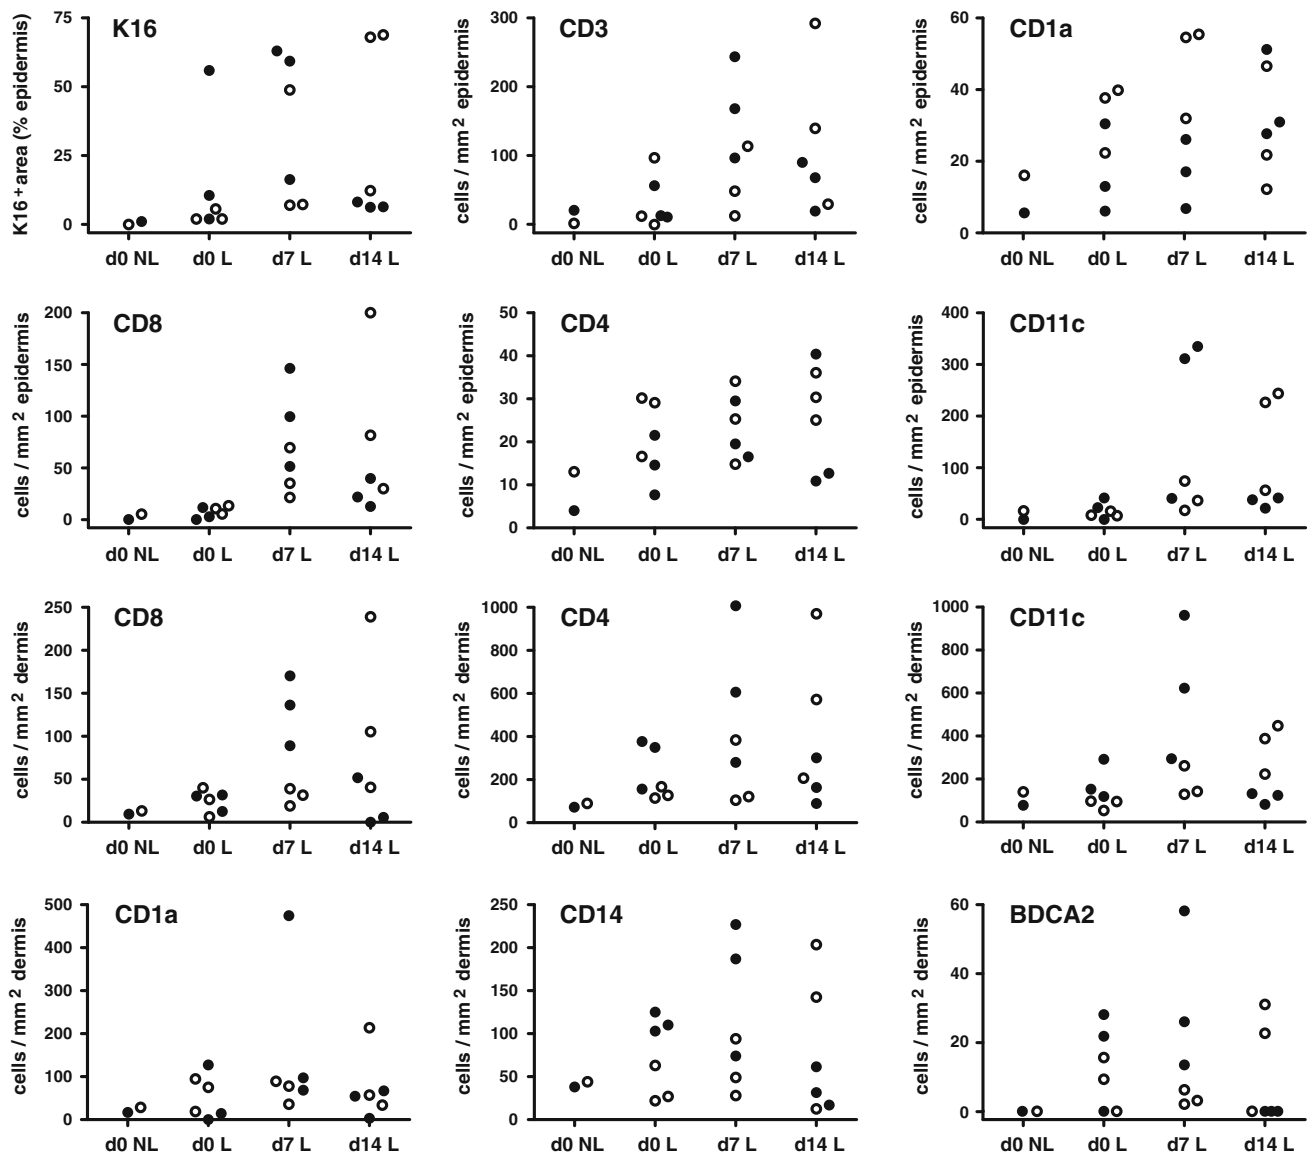 K16
K16+area (% epidermis)
75
50
25
0
d0 NL d0 L d7 L d14 L
CD3
cells / mm2 epidermis
300
200
100
0
d0 NL d0 L d7 L d14 L
CD1a
cells / mm2 epidermis
60
40
20
0
d0 NL d0 L d7 L d14 L
CD8
cells / mm2 epidermis
200
150
100
50
0
d0 NL d0 L d7 L d14 L
CD4
cells / mm2 epidermis
50
40
30
20
10
0
d0 NL d0 L d7 L d14 L
CD11c
cells / mm2 epidermis
400
300
200
100
0
d0 NL d0 L d7 L d14 L
CD8
cells / mm2 dermis
250
200
150
100
50
0
d0 NL d0 L d7 L d14 L
CD4
cells / mm2 dermis
1000
800
600
400
200
0
d0 NL d0 L d7 L d14 L
CD11c
cells / mm2 dermis
1000
800
600
400
200
0
d0 NL d0 L d7 L d14 L
CD1a
cells / mm2 dermis
500
400
300
200
100
0
d0 NL d0 L d7 L d14 L
CD14
cells / mm2 dermis
250
200
150
100
50
0
d0 NL d0 L d7 L d14 L
BDCA2
cells / mm2 dermis
60
40
20
0
d0 NL d0 L d7 L d14 L